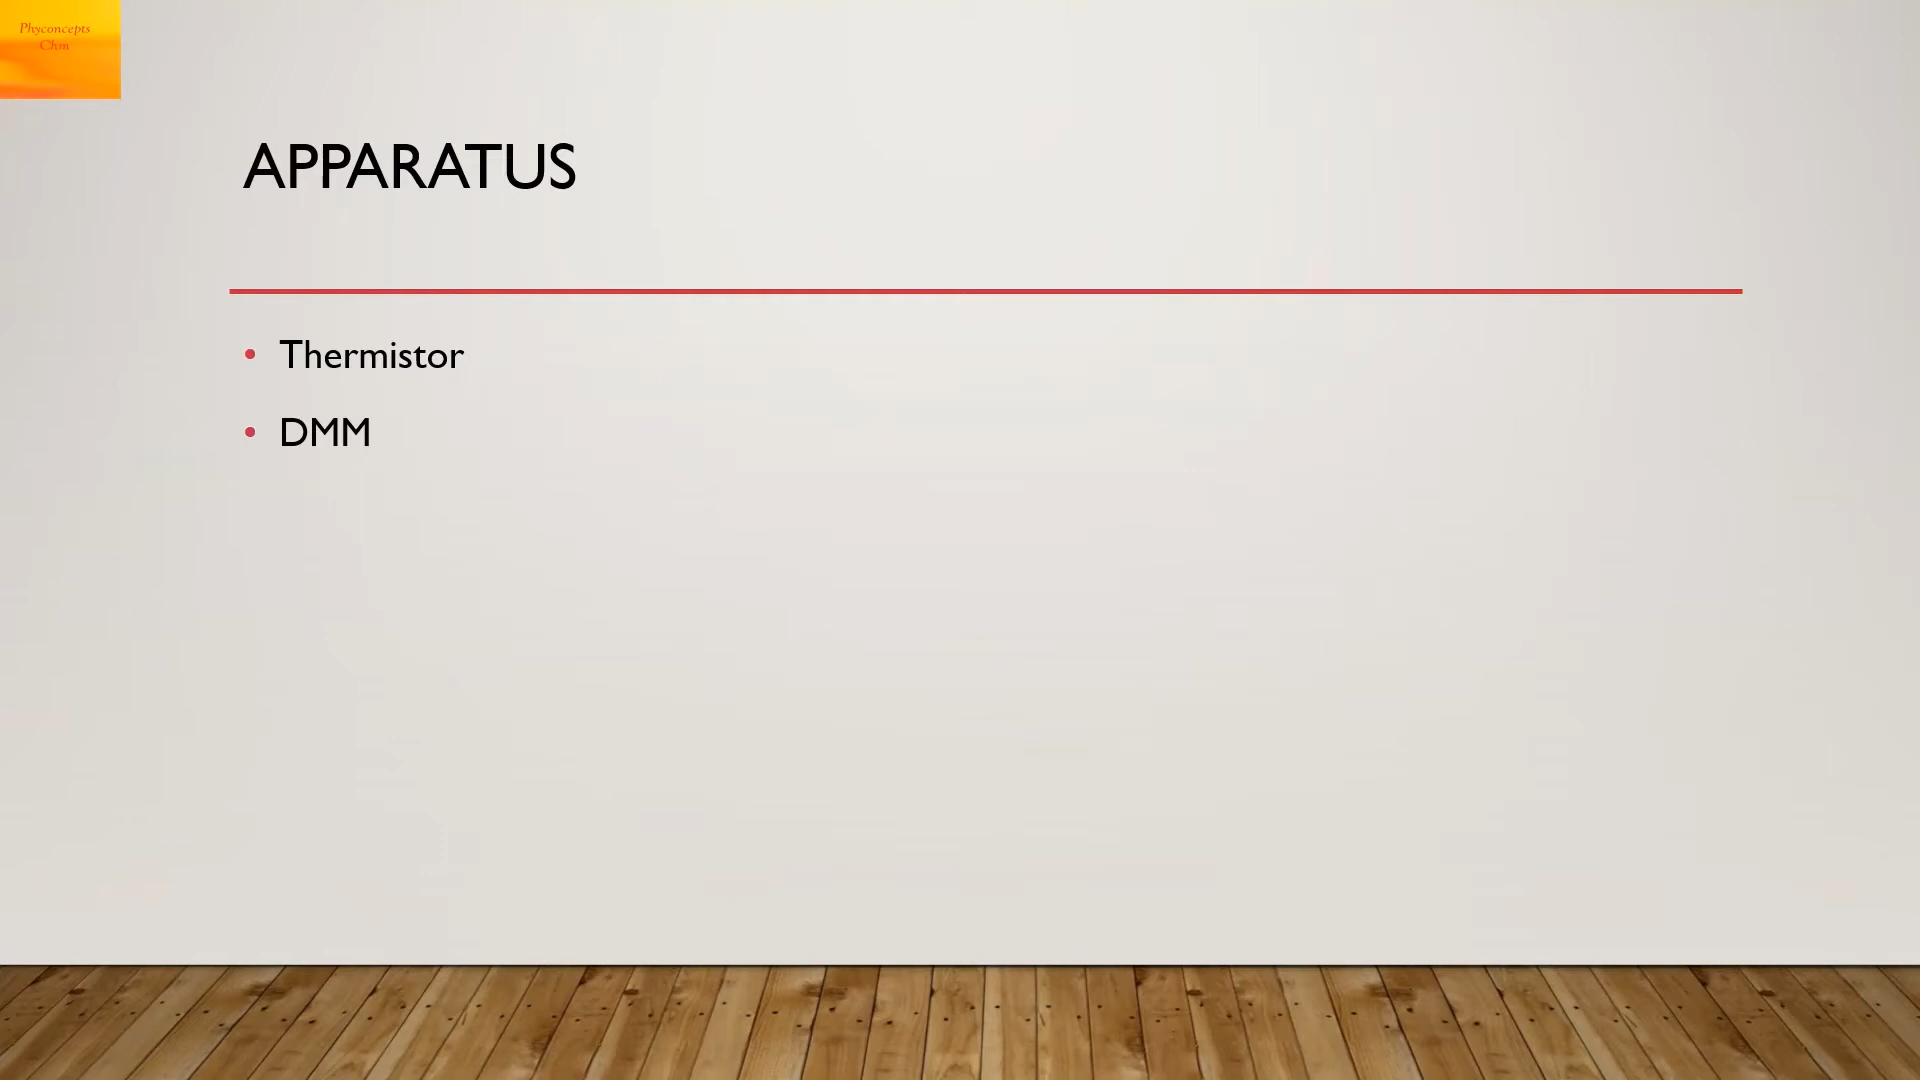 Phyconcepts
Chm
APPARATUS
• Thermistor
• DMM